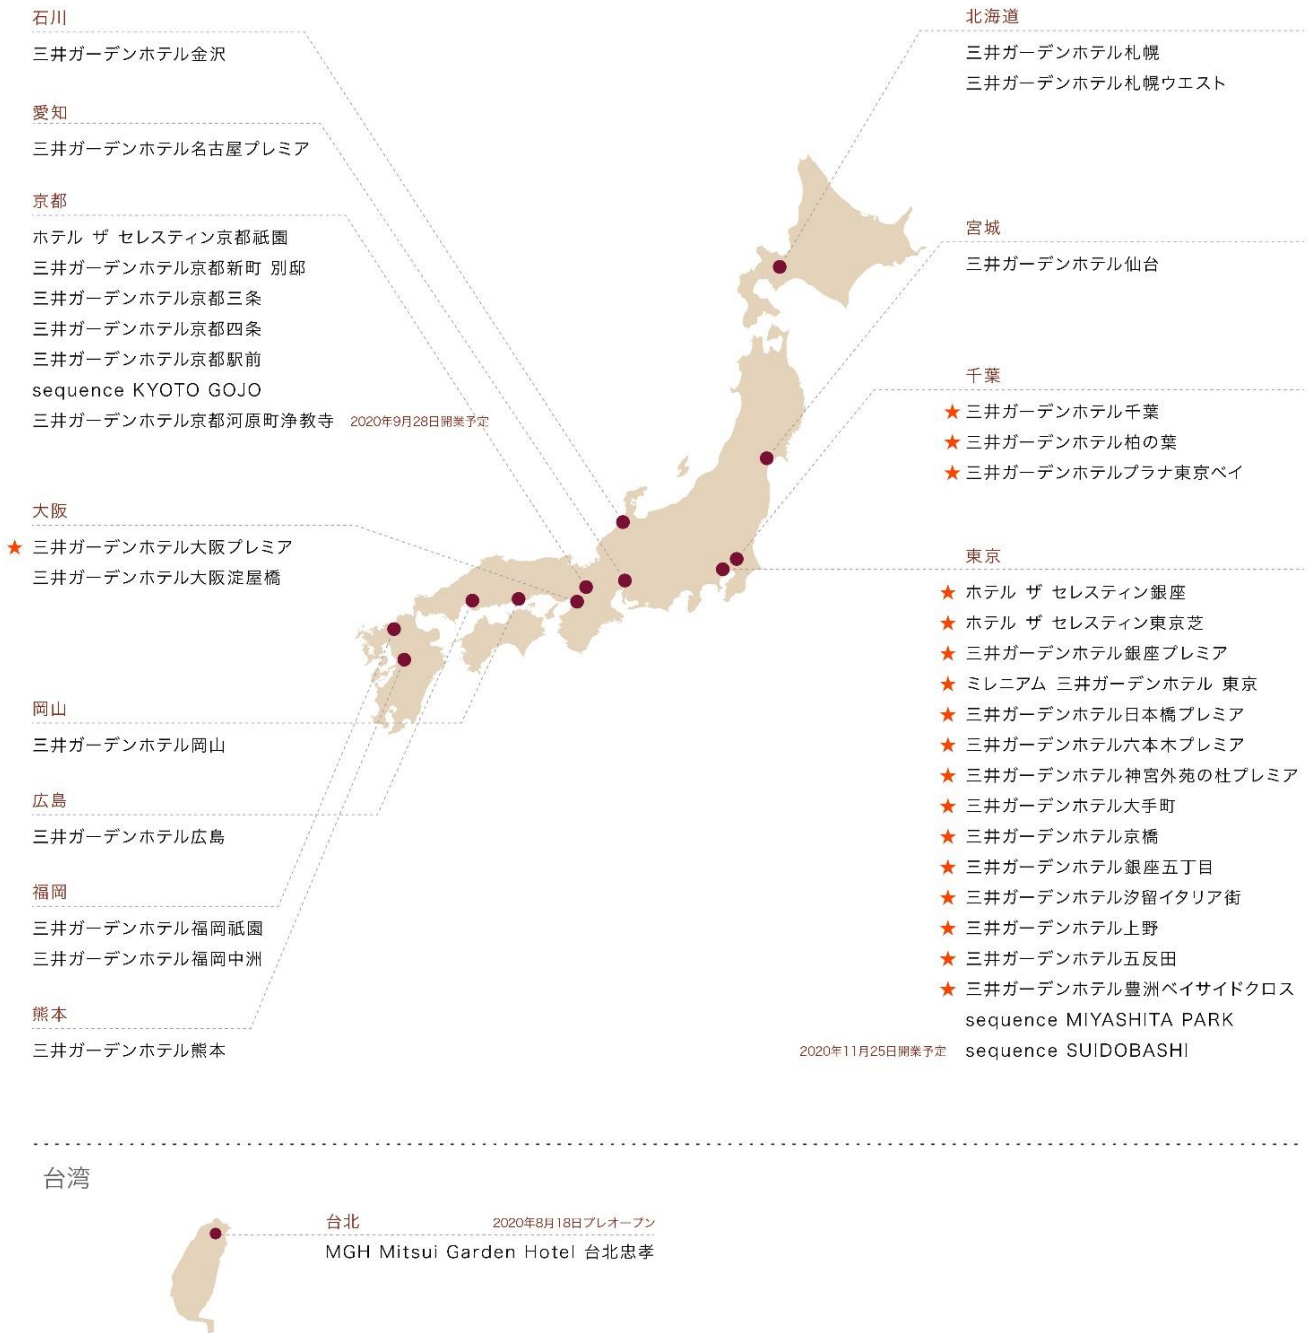 石川
三井ガーデンホテル金沢
愛知
三井ガーデンホテル名古屋プレミア
京都
ホテル ザ セレスティン京都祇園
三井ガーデンホテル京都新町 別邸
三井ガーデンホテル京都三条
三井ガーデンホテル京都四条
三井ガーデンホテル京都駅前
sequence KYOTO GOJO
三井ガーデンホテル京都河原町浄教寺 2020年9月28日開業予定
大阪
★ 三井ガーデンホテル大阪プレミア
三井ガーデンホテル大阪淀屋橋
岡山
三井ガーデンホテル岡山
広島
三井ガーデンホテル広島
福岡
三井ガーデンホテル福岡祇園
三井ガーデンホテル福岡中洲
熊本
三井ガーデンホテル熊本
北海道
三井ガーデンホテル札幌
三井ガーデンホテル札幌ウエスト
宮城
三井ガーデンホテル仙台
千葉
★ 三井ガーデンホテル千葉
★ 三井ガーデンホテル柏の葉
★ 三井ガーデンホテルプラナ東京ベイ
東京
★ ホテル ザ セレスティン銀座
★ ホテル ザ セレスティン東京芝
★ 三井ガーデンホテル銀座プレミア
★ ミレニアム 三井ガーデンホテル 東京
★ 三井ガーデンホテル日本橋プレミア
★ 三井ガーデンホテル六本木プレミア
★ 三井ガーデンホテル神宮外苑の杜プレミア
★ 三井ガーデンホテル大手町
★ 三井ガーデンホテル京橋
★ 三井ガーデンホテル銀座五丁目
★ 三井ガーデンホテル汐留イタリア街
★ 三井ガーデンホテル上野
★ 三井ガーデンホテル五反田
★ 三井ガーデンホテル豊洲ベイサイドクロス
sequence MIYASHITA PARK
2020年11月25日開業予定 sequence SUIDOBASHI
台湾
台北 2020年8月18日プレオープン
MGH Mitsui Garden Hotel 台北忠孝